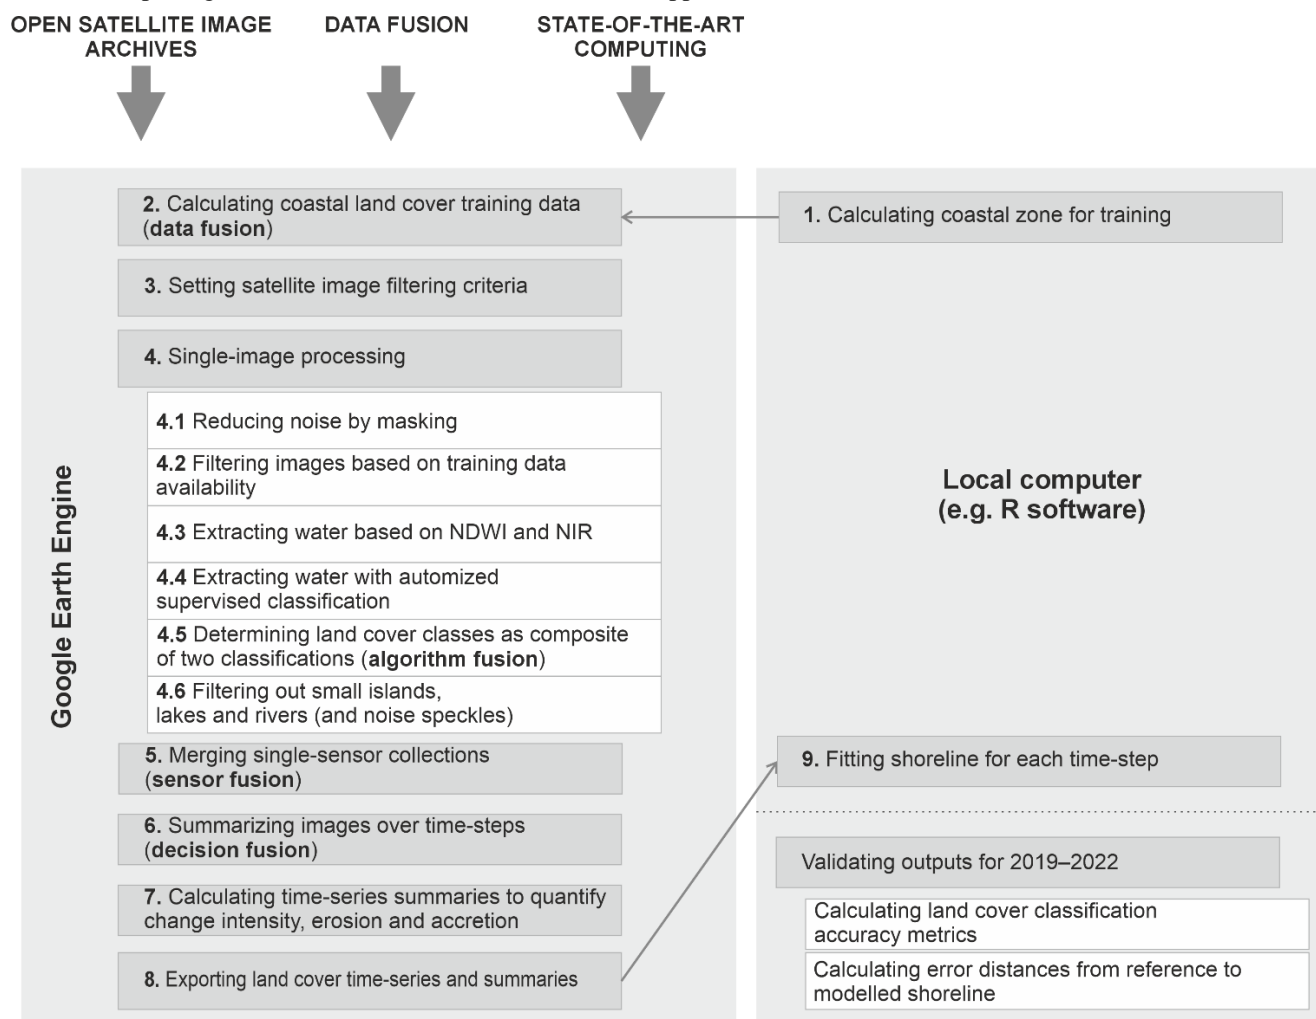 OPEN SATELLITE IMAGE
ARCHIVES
DATA FUSION
STATE-OF-THE-ART
COMPUTING
Google Earth Engine
2. Calculating coastal land cover training data
(data fusion)
3. Setting satellite image filtering criteria
4. Single-image processing
4.1 Reducing noise by masking
4.2 Filtering images based on training data
availability
4.3 Extracting water based on NDWI and NIR
4.4 Extracting water with automized
supervised classification
4.5 Determining land cover classes as composite
of two classifications (algorithm fusion)
4.6 Filtering out small islands,
lakes and rivers (and noise speckles)
5. Merging single-sensor collections
(sensor fusion)
6. Summarizing images over time-steps
(decision fusion)
7. Calculating time-series summaries to quantify
change intensity, erosion and accretion
8. Exporting land cover time-series and summaries
1. Calculating coastal zone for training
Local computer
(e.g. R software)
9. Fitting shoreline for each time-step
Validating outputs for 2019–2022
Calculating land cover classification
accuracy metrics
Calculating error distances from reference to
modelled shoreline